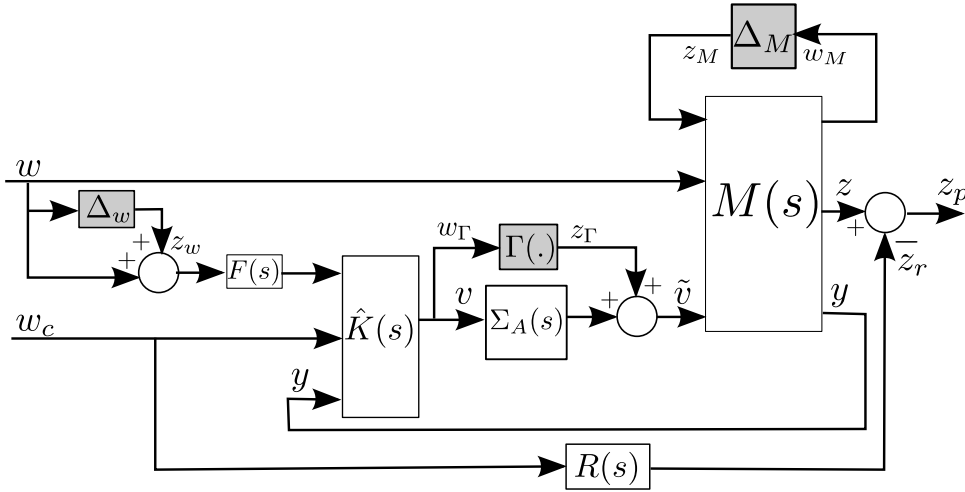 Δ_M
z_M
w_M
w
Δ_w
+
z_w
+
F(s)
w_c
K̂(s)
y
w_Γ
Γ(.)
z_Γ
v
Σ_A(s)
+
+
ṽ
M(s)
z
+
−
z_r
z_p
y
R(s)